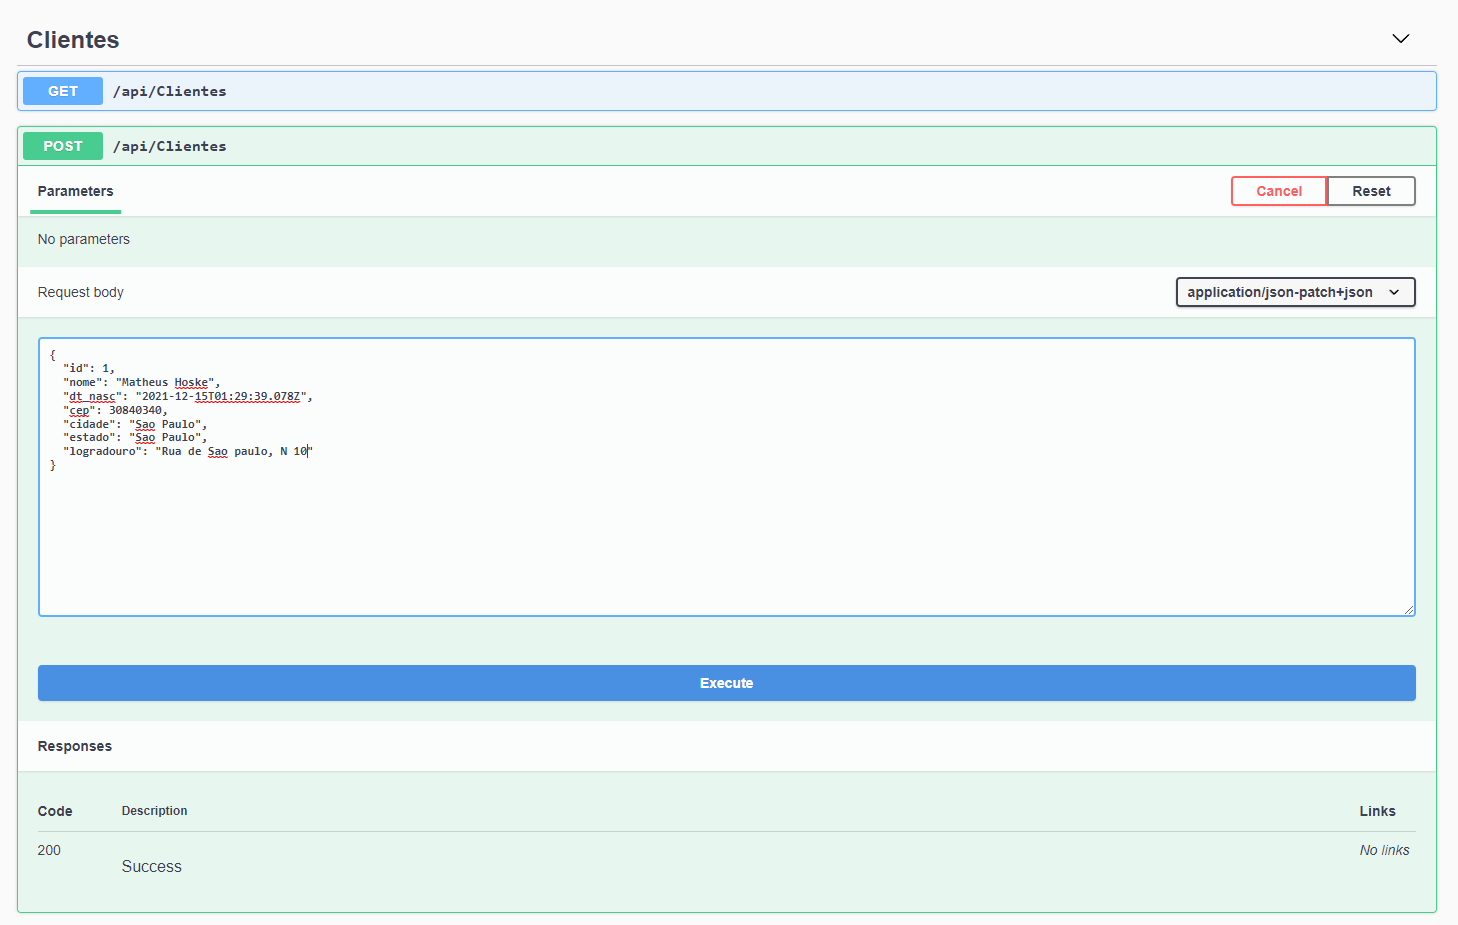 Clientes
GET /api/Clientes
POST /api/Clientes
Parameters
Cancel Reset
No parameters
Request body
application/json-patch+json
{
  "id": 1,
  "nome": "Matheus Hoske",
  "dt_nasc": "2021-12-15T01:29:39.078Z",
  "cep": 30840340,
  "cidade": "Sao Paulo",
  "estado": "Sao Paulo",
  "logradouro": "Rua de Sao paulo, N 10"
}
Execute
Responses
Code Description Links
200 Success No links